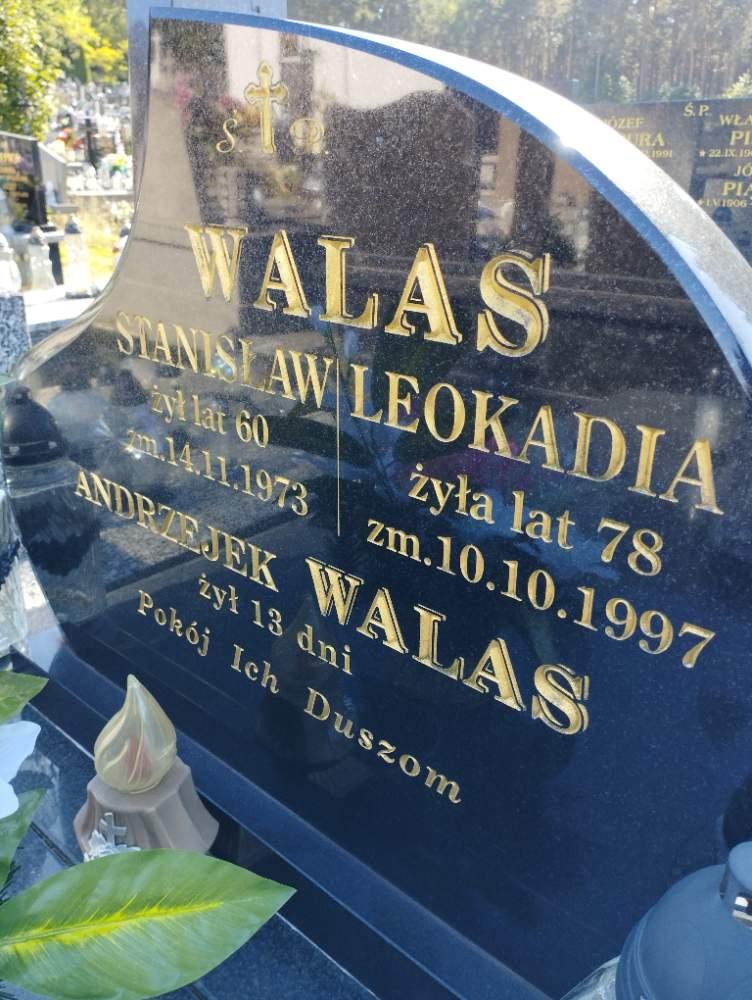 Ś. P.
WALAS
STANISŁAW
żył lat 60
zm.14.11.1973
LEOKADIA
żyła lat 78
zm.10.10.1997
ANDRZEJEK WALAS
żył 13 dni
Pokój Ich Duszom
Ś.P.